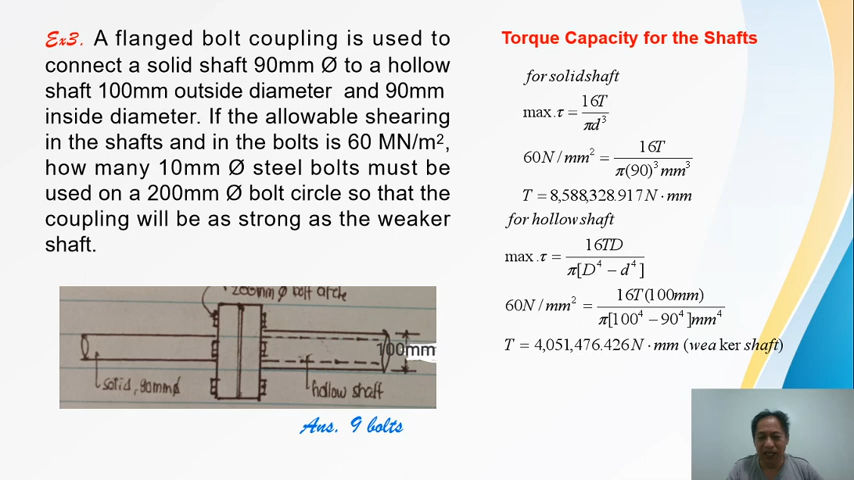 Ex3. A flanged bolt coupling is used to
connect a solid shaft 90mm Ø to a hollow
shaft 100mm outside diameter and 90mm
inside diameter. If the allowable shearing
in the shafts and in the bolts is 60 MN/m², 
how many 10mm Ø steel bolts must be
used on a 200mm Ø bolt circle so that the
coupling will be as strong as the weaker
shaft.
200mm Ø bolt circle
100mm
solid, 90mmø
hollow shaft
Ans. 9 bolts
Torque Capacity for the Shafts
for solid shaft
max.τ = 16T / πd³
60N/mm² = 16T / π(90)³mm³
T = 8,588,328.917 N·mm
for hollow shaft
max.τ = 16TD / π[D⁴ − d⁴]
60N/mm² = 16T(100mm) / π[100⁴ − 90⁴]mm⁴
T = 4,051,476.426 N·mm (weaker shaft)